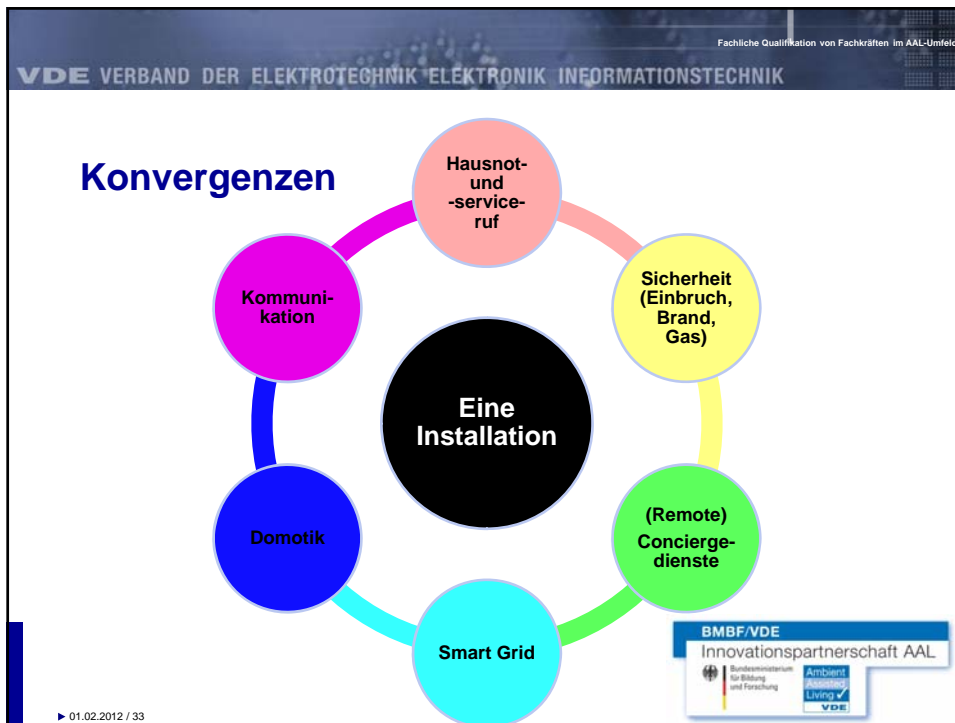 Fachliche Qualifikation von Fachkräften im AAL-Umfeld
VDE VERBAND DER ELEKTROTECHNIK ELEKTRONIK INFORMATIONSTECHNIK
Konvergenzen
Hausnot-
und
-service-
ruf
Sicherheit
(Einbruch,
Brand,
Gas)
(Remote)
Concierge-
dienste
Smart Grid
Domotik
Kommuni-
kation
Eine
Installation
BMBF/VDE
Innovationspartnerschaft AAL
Bundesministerium
für Bildung
und Forschung
Ambient
Assisted
Living
VDE
01.02.2012 / 33